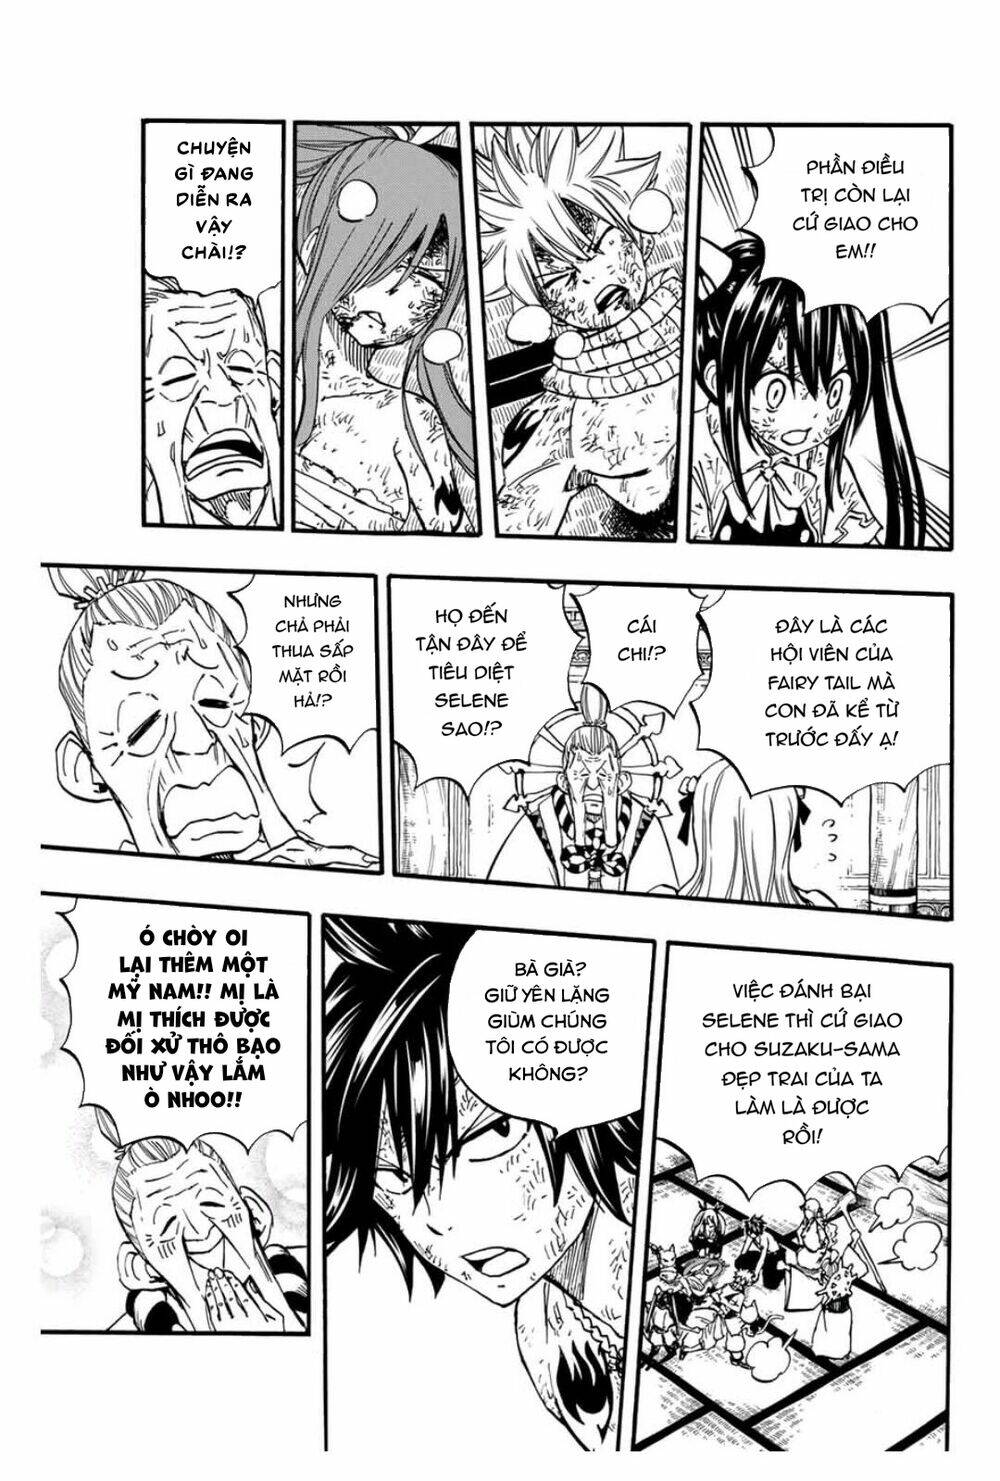 PHẦN ĐIỀU
TRỊ CÒN LẠI
CỨ GIAO CHO
EM!!
CHUYỆN
GÌ ĐANG
DIỄN RA
VẬY
CHÀI!?
ĐÂY LÀ CÁC
HỘI VIÊN CỦA
FAIRY TAIL MÀ
CON ĐÃ KỂ TỪ
TRƯỚC ĐẤY Ạ!
CÁI
CHI!?
HỌ ĐẾN
TẬN ĐÂY ĐỂ
TIÊU DIỆT
SELENE
SAO!?
NHƯNG
CHẢ PHẢI
THUA SẤP
MẶT RỒI
HẢ!?
VIỆC ĐÁNH BẠI
SELENE THÌ CỨ GIAO
CHO SUZAKU-SAMA
ĐẸP TRAI CỦA TA
LÀM LÀ ĐƯỢC
RỒI!
BÀ GIÀ?
GIỮ YÊN LẶNG
GIÙM CHÚNG
TÔI CÓ ĐƯỢC
KHÔNG?
Ó CHÒY OI
LẠI THÊM MỘT
MỸ NAM!! MỊ LÀ
MỊ THÍCH ĐƯỢC
ĐỐI XỬ THÔ BẠO
NHƯ VẬY LẮM
Ò NHOO!!